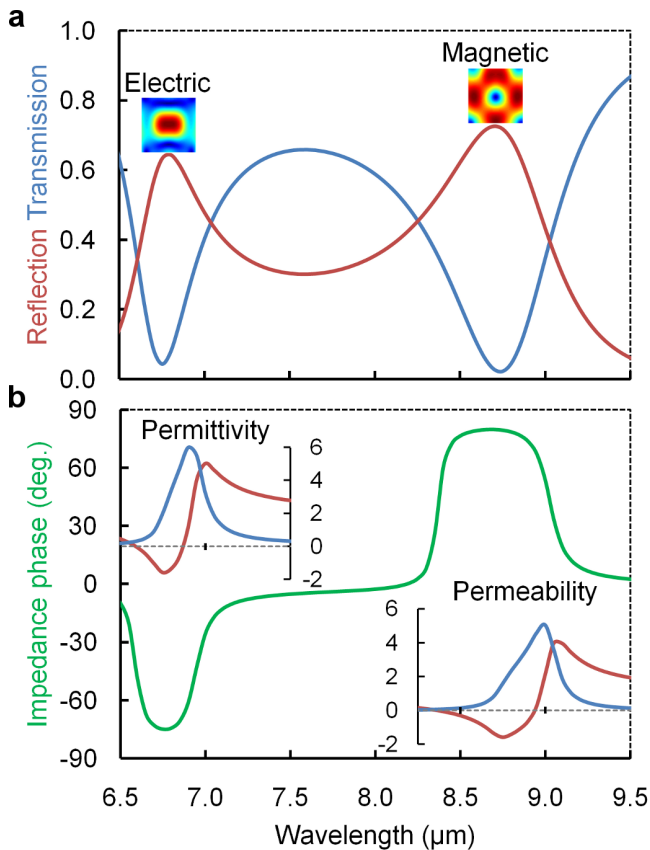 a
Reflection Transmission
1.0
0.8
0.6
0.4
0.2
0.0
Electric
Magnetic
b
Impedance phase (deg.)
90
60
30
0
-30
-60
-90
Permittivity
6
4
2
0
-2
Permeability
6
4
2
0
-2
6.5 7.0 7.5 8.0 8.5 9.0 9.5
Wavelength (µm)